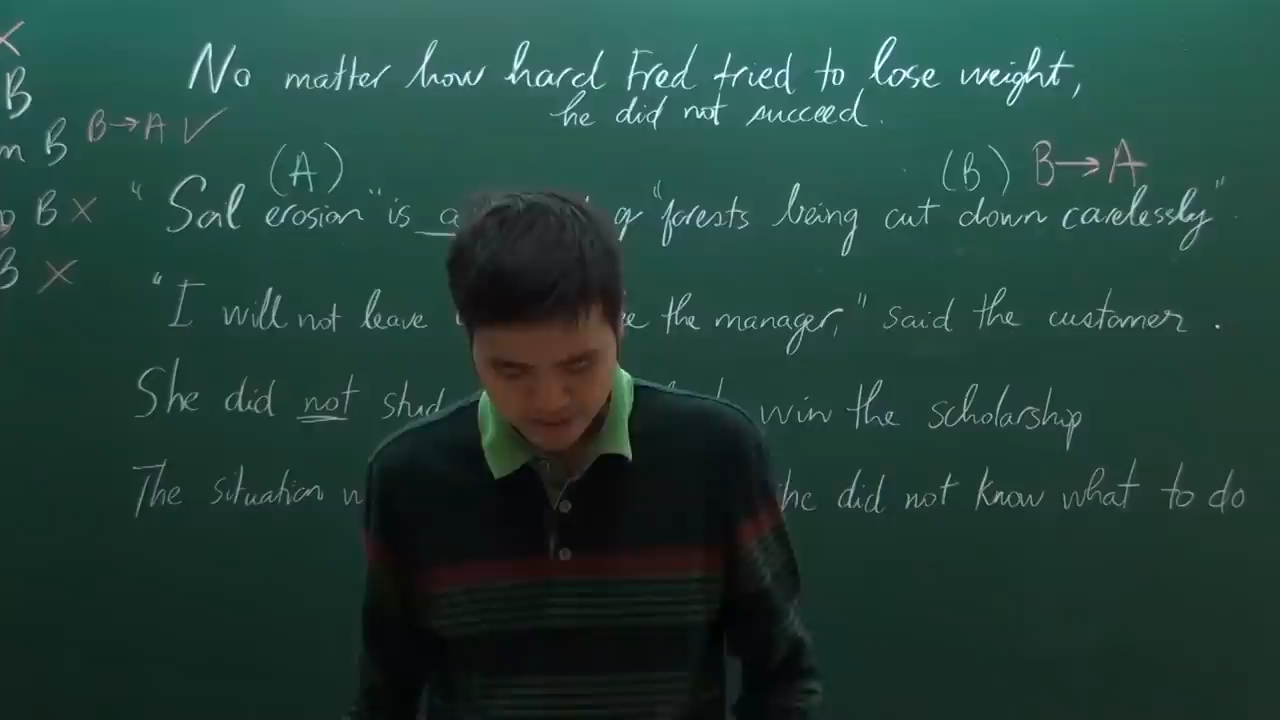 No matter how hard Fred tried to lose weight,
he did not succeed.
B
B B→A ✓
(A) (B) B→A
B × "Soil erosion" is a "forests being cut down carelessly"
B ×
"I will not leave the manager," said the customer.
She did not win the scholarship
The situation he did not know what to do